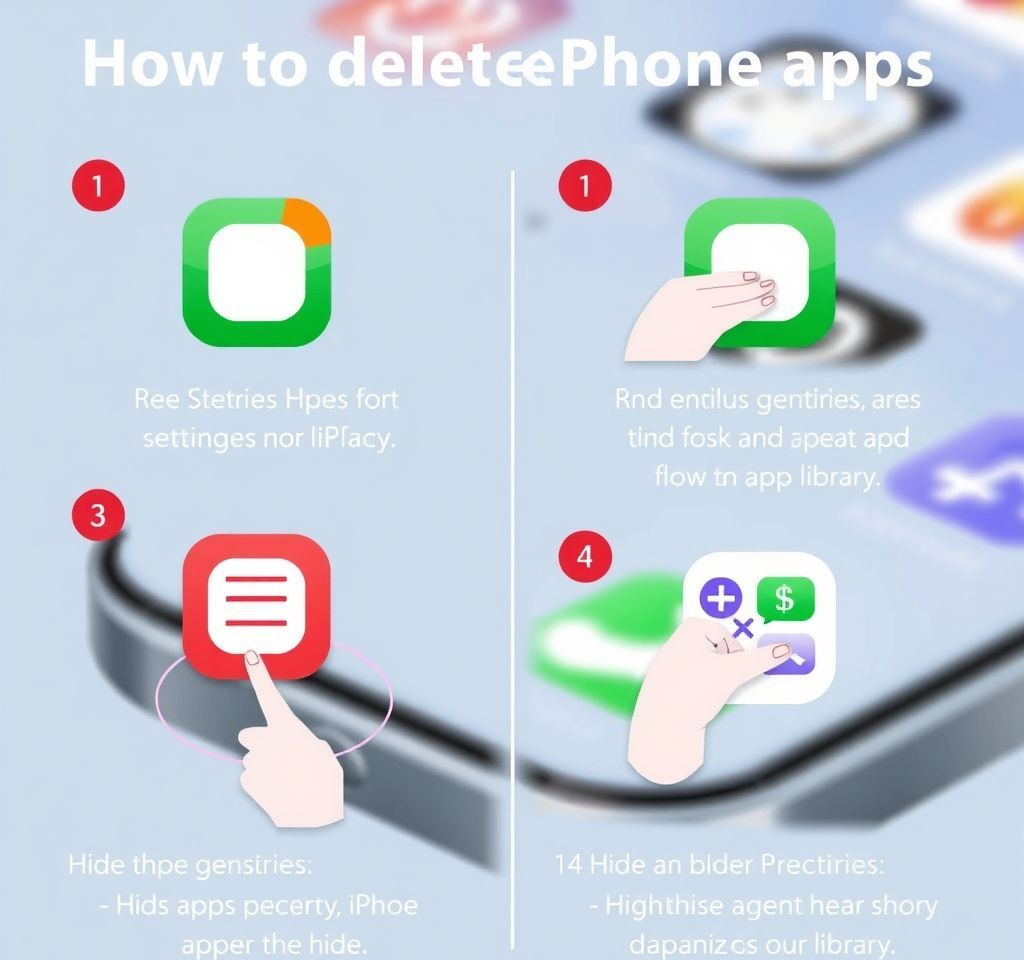 How to deletePhone apps
1
1
Ree Stetries Hpes fort
settinges nor liPfacy.
Rnd entilus gentiries, ares
tind fosk and apeat apd
flow tn app library.
3
4
$
Hide thpe genstries:
- Hids apps pecerty, iPhoe
apper the hide.
14 Hide an bider Prectiries:
- Highthise agent hear shory
dapanizcs our library.